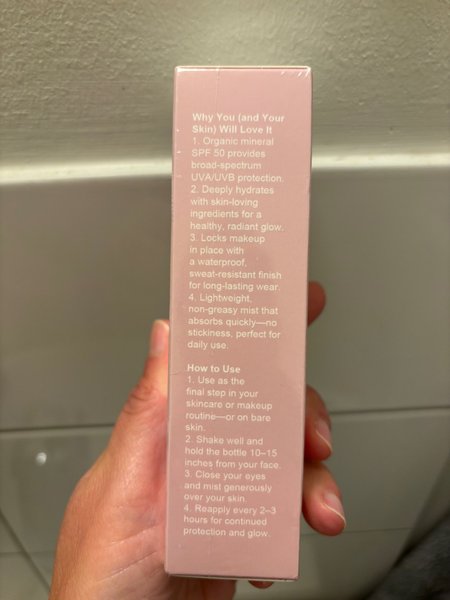 Why You (and Your
Skin) Will Love It
1. Organic mineral
SPF 50 provides
broad-spectrum
UVA/UVB protection.
2. Deeply hydrates
with skin-loving
ingredients for a
healthy, radiant glow.
3. Locks makeup
in place with
a waterproof,
sweat-resistant finish
for long-lasting wear.
4. Lightweight,
non-greasy mist that
absorbs quickly—no
stickiness, perfect for
daily use.
How to Use
1. Use as the
final step in your
skincare or makeup
routine—or on bare
skin.
2. Shake well and
hold the bottle 10–15
inches from your face.
3. Close your eyes
and mist generously
over your skin.
4. Reapply every 2–3
hours for continued
protection and glow.